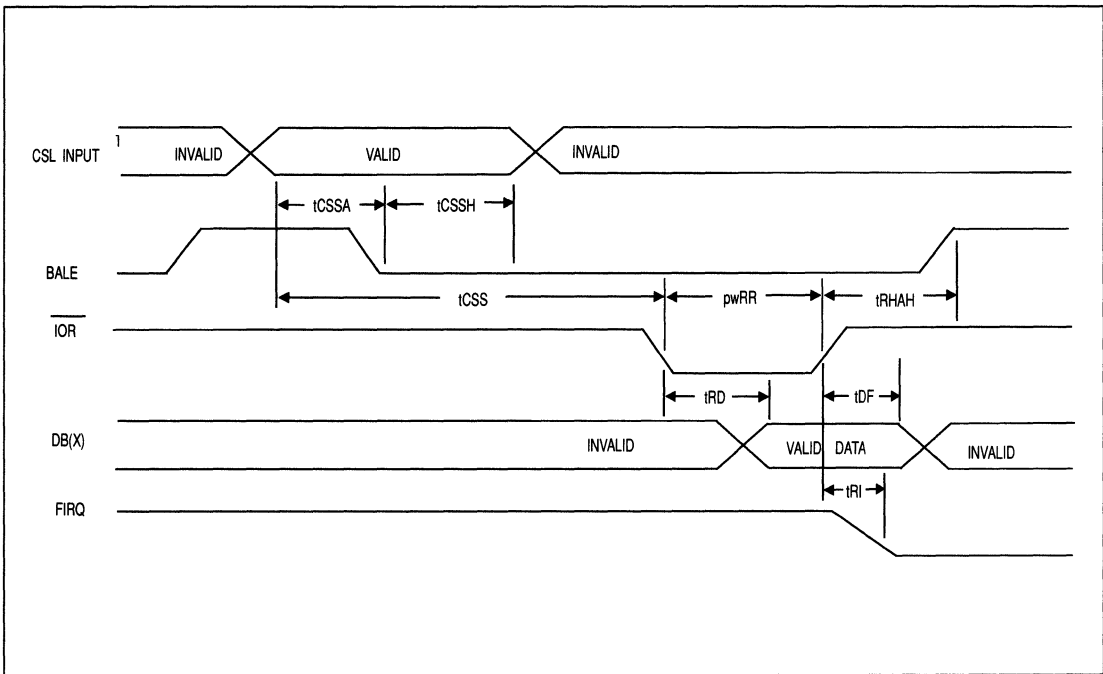 CSL INPUT INVALID VALID INVALID
tCSSA tCSSH
BALE
tCSS pwRR tRHAH
IOR
tRD tDF
DB(X) INVALID VALID DATA INVALID
tRI
FIRQ